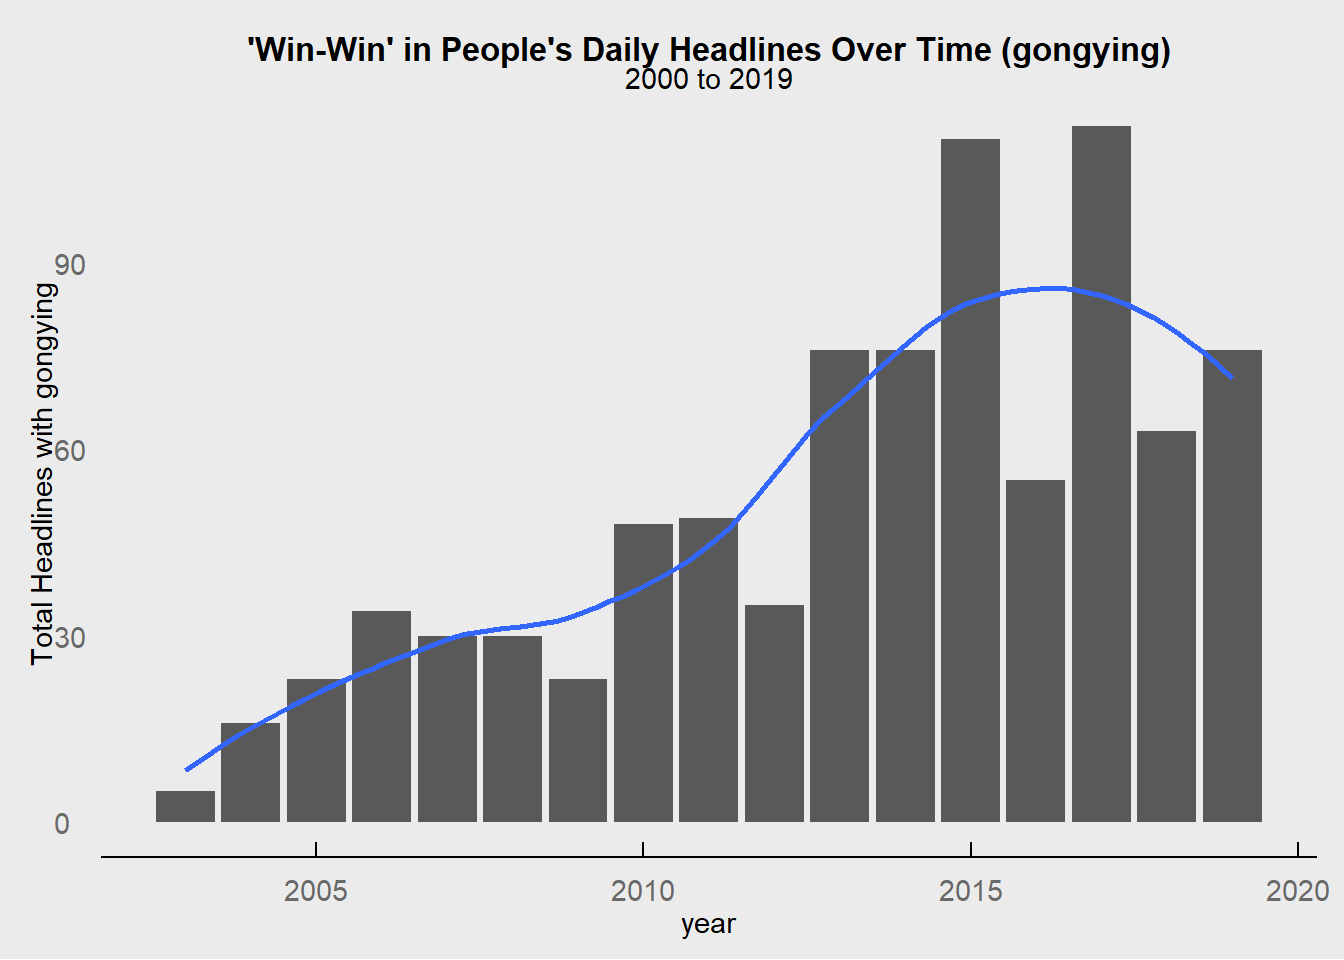 'Win-Win' in People's Daily Headlines Over Time (gongying)
2000 to 2019
Total Headlines with gongying
90
60
30
0
2005 2010 2015 2020
year